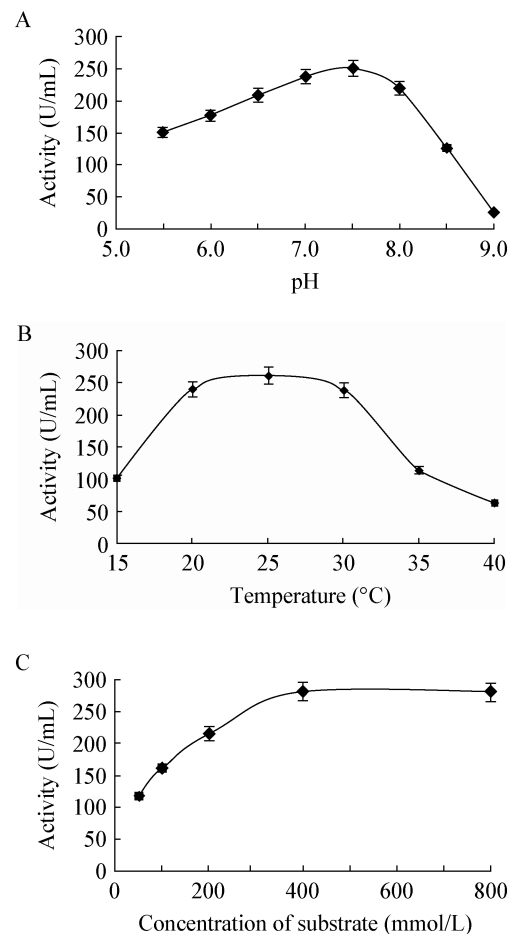 A
300
250
200
150
100
50
0
Activity (U/mL)
5.0 6.0 7.0 8.0 9.0
pH
B
300
250
200
150
100
50
0
Activity (U/mL)
15 20 25 30 35 40
Temperature (°C)
C
300
250
200
150
100
50
0
Activity (U/mL)
0 200 400 600 800
Concentration of substrate (mmol/L)